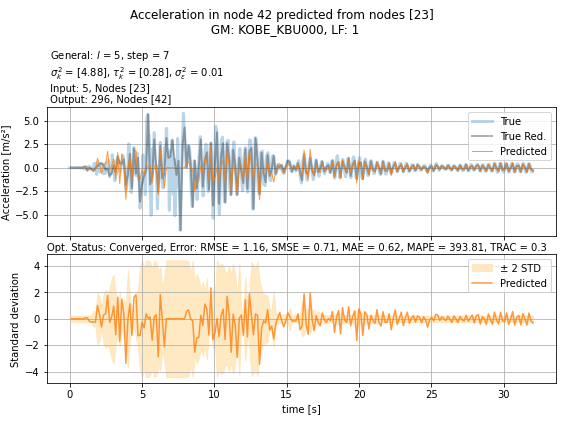 Acceleration in node 42 predicted from nodes [23]
GM: KOBE_KBU000, LF: 1
General: l = 5, step = 7
σ²ₖ = [4.88], τ²ₖ = [0.28], σ²ε = 0.01
Input: 5, Nodes [23]
Output: 296, Nodes [42]
Acceleration [m/s²]
5.0
2.5
0.0
−2.5
−5.0
True
True Red.
Predicted
Opt. Status: Converged, Error: RMSE = 1.16, SMSE = 0.71, MAE = 0.62, MAPE = 393.81, TRAC = 0.3
Standard deviation
4
2
0
−2
−4
± 2 STD
Predicted
0 5 10 15 20 25 30
time [s]